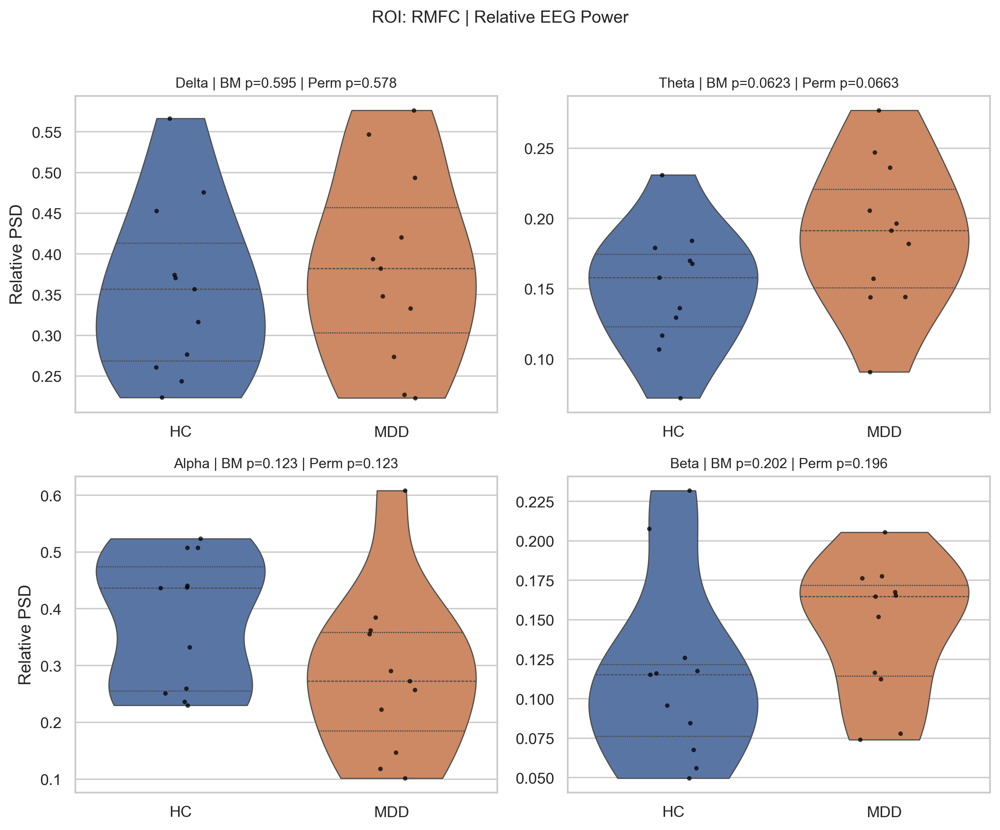 ROI: RMFC | Relative EEG Power
Delta | BM p=0.595 | Perm p=0.578
Relative PSD
0.55
0.50
0.45
0.40
0.35
0.30
0.25
HC
MDD
Theta | BM p=0.0623 | Perm p=0.0663
0.25
0.20
0.15
0.10
HC
MDD
Alpha | BM p=0.123 | Perm p=0.123
Relative PSD
0.6
0.5
0.4
0.3
0.2
0.1
HC
MDD
Beta | BM p=0.202 | Perm p=0.196
0.225
0.200
0.175
0.150
0.125
0.100
0.075
0.050
HC
MDD